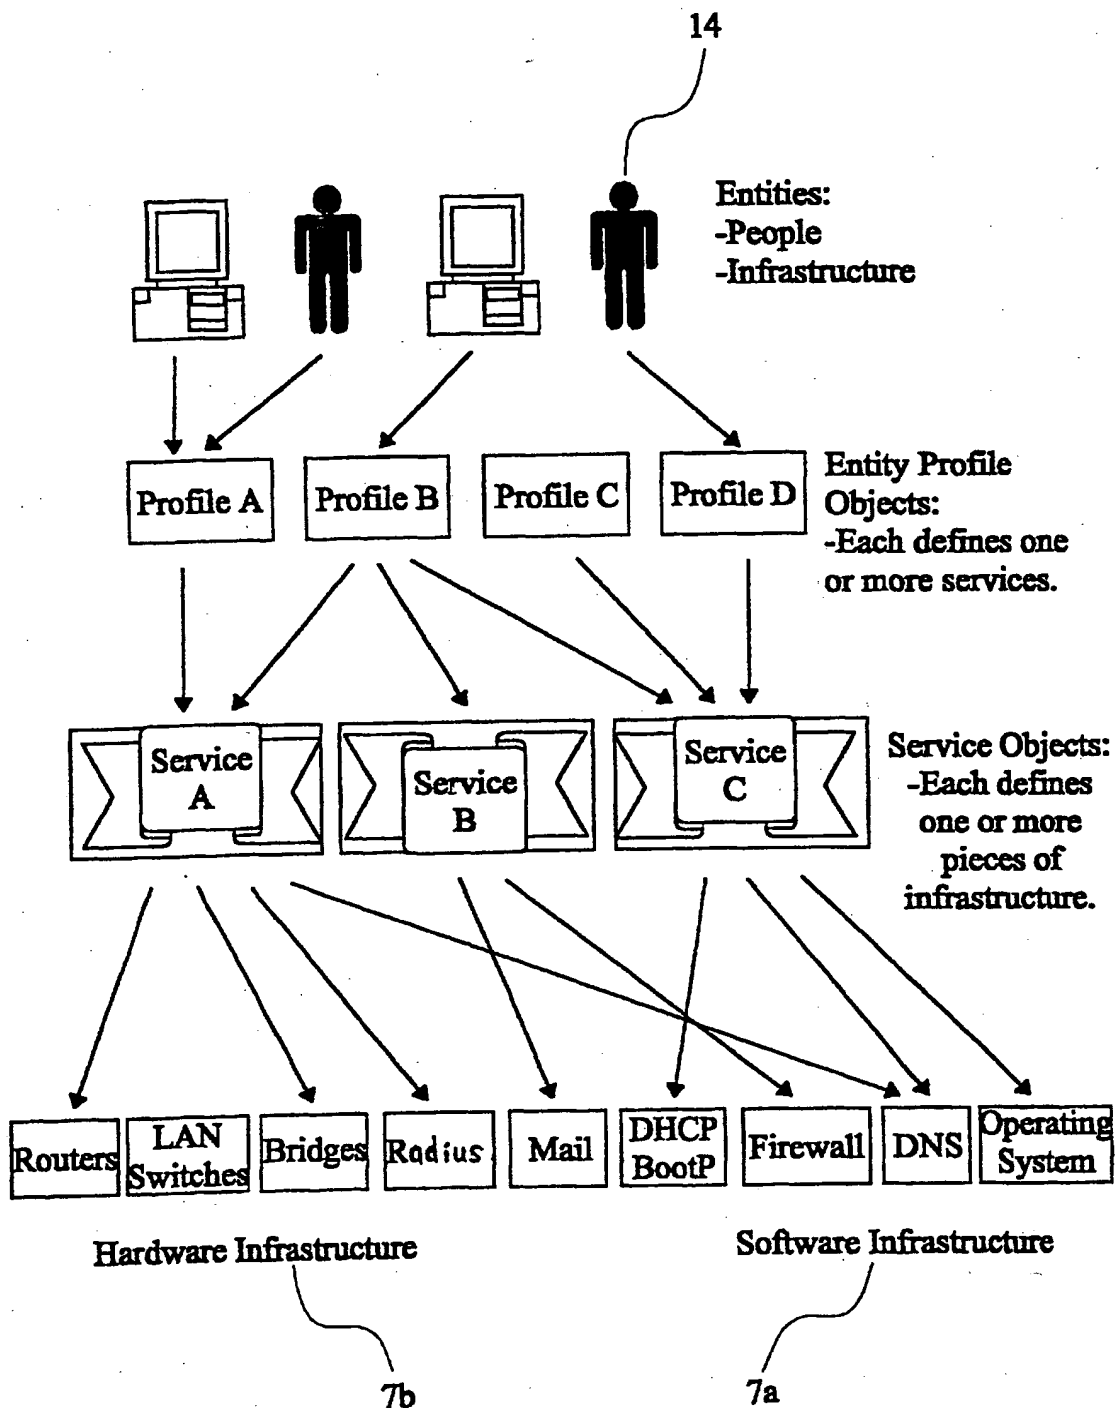 14
Entities:
-People
-Infrastructure
Profile A
Profile B
Profile C
Profile D
Entity Profile
Objects:
-Each defines one
or more services.
Service
A
Service
B
Service
C
Service Objects:
-Each defines
one or more
pieces of
infrastructure.
Routers
LAN
Switches
Bridges
Radius
Mail
DHCP
BootP
Firewall
DNS
Operating
System
Hardware Infrastructure
Software Infrastructure
7b
7a